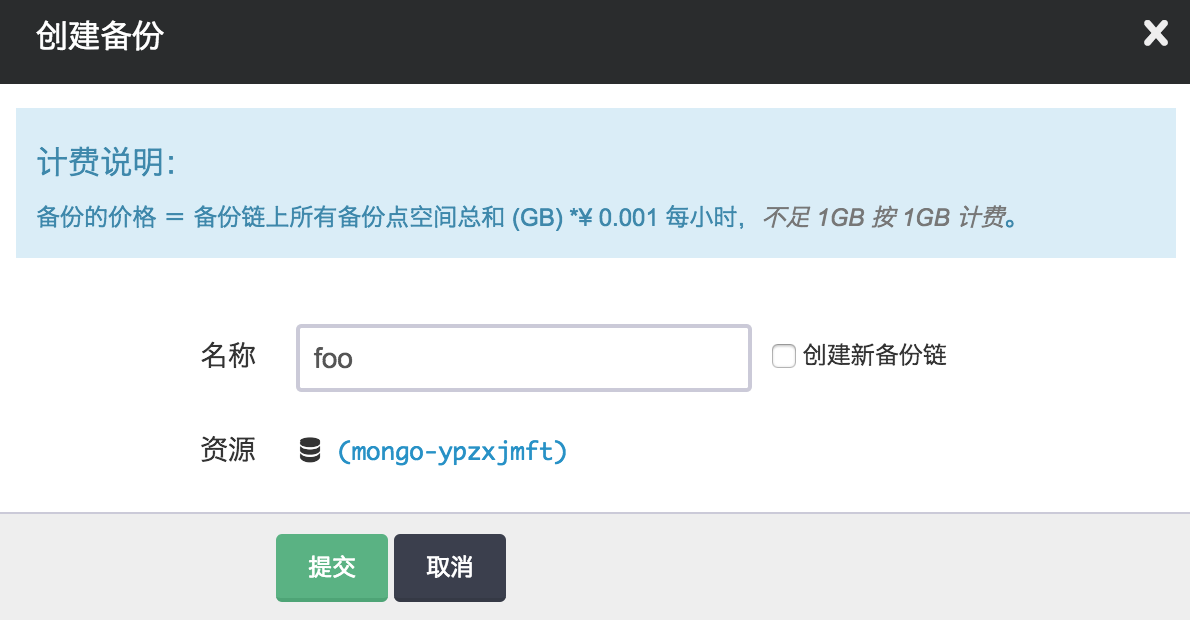 创建备份
计费说明：
备份的价格 = 备份链上所有备份点空间总和 (GB) *¥ 0.001 每小时，不足 1GB 按 1GB 计费。
名称 foo 创建新备份链
资源 (mongo-ypzxjmft)
提交 取消